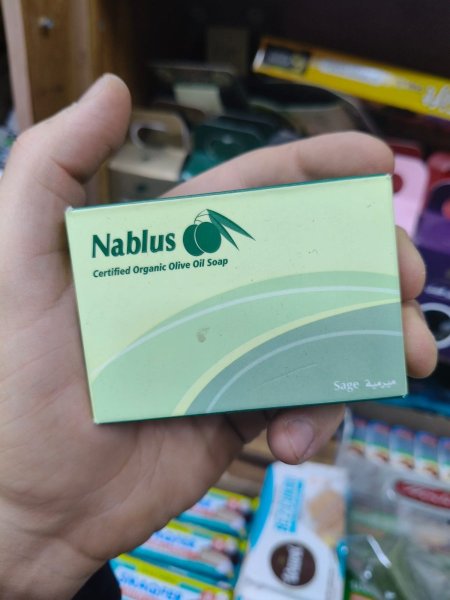 Nablus
Certified Organic Olive Oil Soap
Sage ميرمية